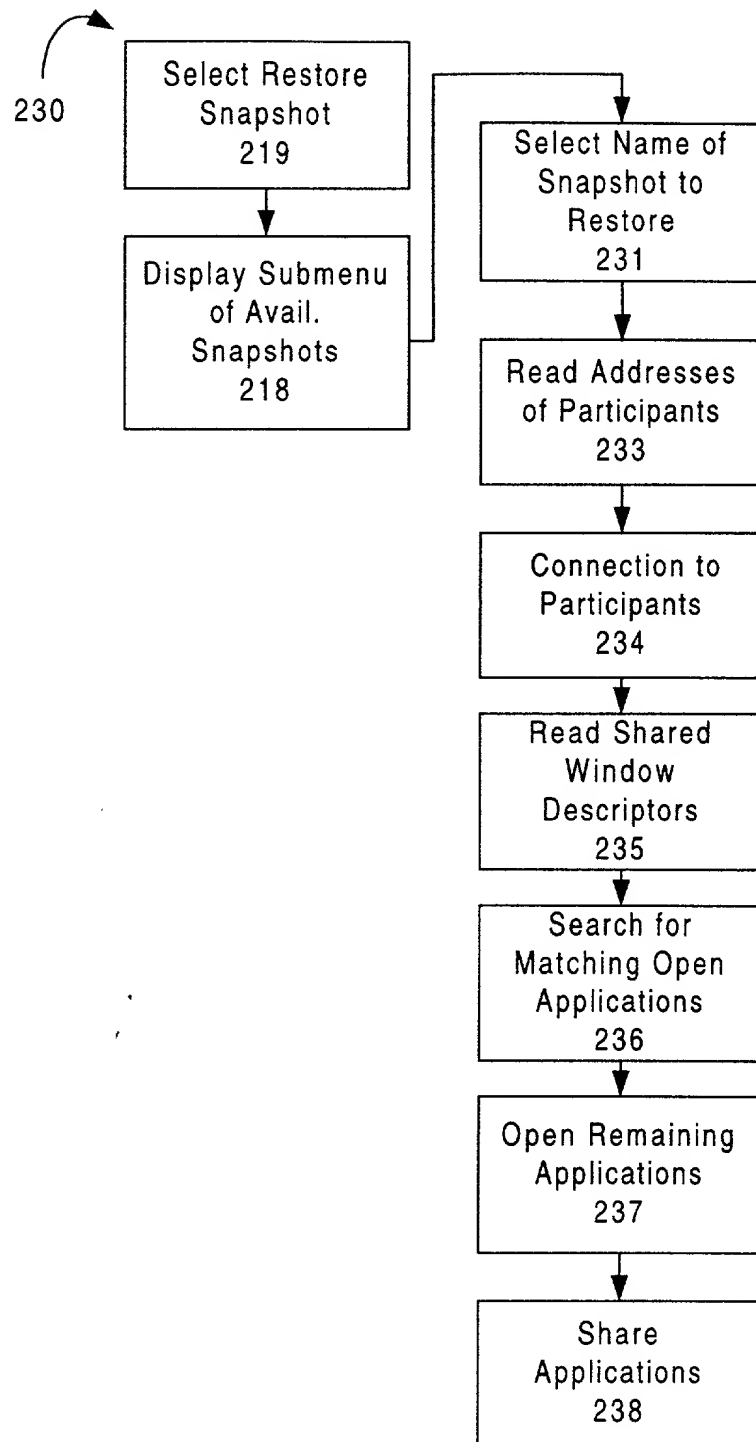 230
Select Restore
Snapshot
219
Display Submenu
of Avail.
Snapshots
218
Select Name of
Snapshot to
Restore
231
Read Addresses
of Participants
233
Connection to
Participants
234
Read Shared
Window
Descriptors
235
Search for
Matching Open
Applications
236
Open Remaining
Applications
237
Share
Applications
238